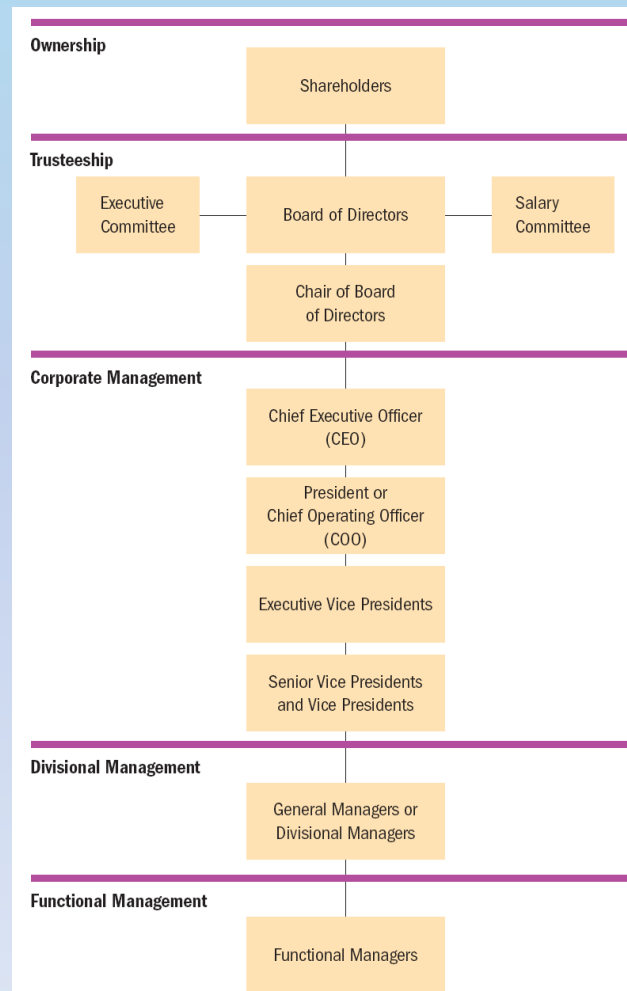 Ownership
Shareholders
Trusteeship
Executive
Committee
Board of Directors
Salary
Committee
Chair of Board
of Directors
Corporate Management
Chief Executive Officer
(CEO)
President or
Chief Operating Officer
(COO)
Executive Vice Presidents
Senior Vice Presidents
and Vice Presidents
Divisional Management
General Managers or
Divisional Managers
Functional Management
Functional Managers